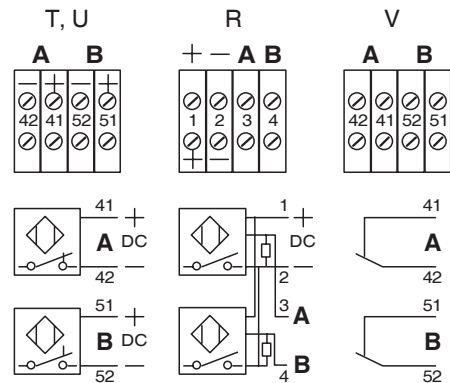 T, U R V
A B + — A B A B
— + — +
42 41 52 51 1 2 3 4 42 41 52 51
+ —
41 + 1 + 41
A DC DC A
42 — 2 — 42
3 A
51 + 51
B DC B B
52 — 4 52